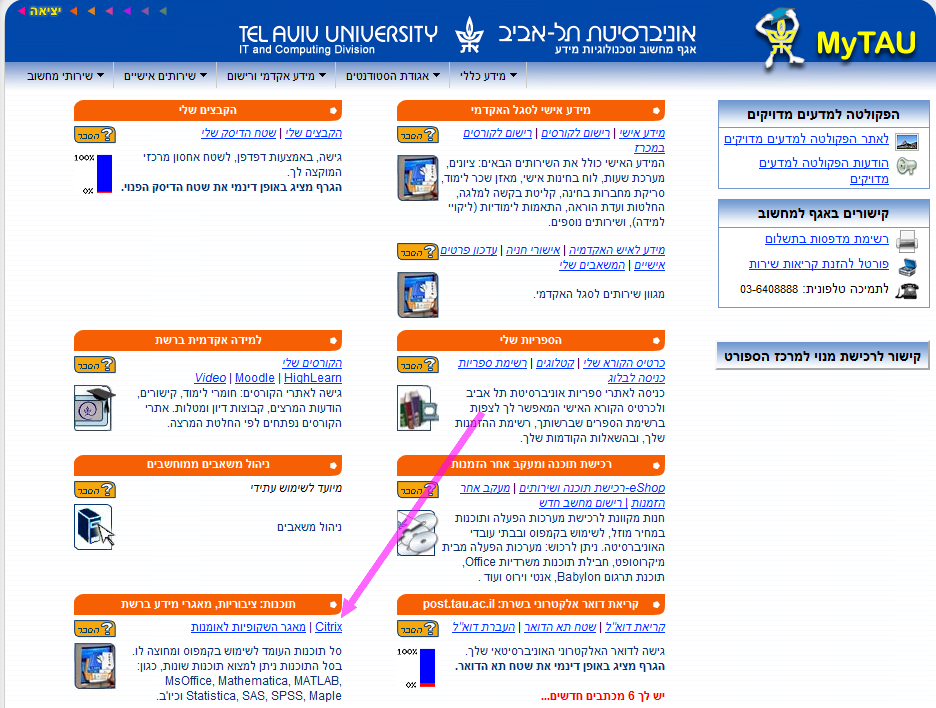 יציאה
TEL AVIV UNIVERSITY
IT and Computing Division
אוניברסיטת תל-אביב
אגף מחשוב וטכנולוגיות מידע
MyTAU
מידע כללי
אגודת הסטודנטים
מידע אקדמי ורישום
שירותים אישיים
שירותי מחשוב
הפקולטה למדעים מדויקים
לאתר הפקולטה למדעים מדויקים
הודעות הפקולטה למדעים
מדויקים
קישורים באגף למחשוב
רשימת מדפסות בתשלום
פורטל להזנת קריאות שירות
לתמיכה טלפונית: 03-6408888
קישור לרכישת מנוי למרכז הספורט
מידע אישי לסגל האקדמי
הסבר
מידע אישי | רישום לקורסים | רישום לקורסים
במכרז
המידע האישי כולל את השירותים הבאים: ציונים,
מערכת שעות, לוח בחינות אישי, מאזן שכר לימוד,
סריקת מחברות בחינה, קליטת בקשה למלגה,
החלטות ועדת הוראה, התאמות לימודיות (ליקויי
למידה), ושירותים נוספים.
הסבר
מידע לאיש האקדמיה | אישורי חניה | עדכון פרטים
אישיים | המשאבים שלי
מגוון שירותים לסגל האקדמי.
הקבצים שלי
הסבר
הקבצים שלי | שטח הדיסק שלי
100%
0%
גישה, באמצעות דפדפן, לשטח אחסון מרכזי
המוקצה לך.
הגרף מציג באופן דינמי את שטח הדיסק הפנוי.
הספריות שלי
הסבר
כרטיס הקורא שלי | קטלוגים | רשימת ספריות
כניסה לבלוג
כניסה לאתרי ספריות אוניברסיטת תל אביב
ולכרטיס הקורא האישי המאפשר לך לצפות
ברשימת הספרים שברשותך, רשימת ההזמנות
שלך, ובהשאלות הקודמות שלך.
למידה אקדמית ברשת
הסבר
הקורסים שלי
Video | Moodle | HighLearn
גישה לאתרי הקורסים: חומרי לימוד, קישורים,
הודעות המרצים, קבוצות דיון ומטלות. אתרי
הקורסים נפתחים לפי החלטת המרצה.
רכישת תוכנה ומעקב אחר הזמנות
הסבר
eShop-רכישת תוכנה ושירותים | מעקב אחר
הזמנות | רישום מחשב חדש
חנות מקוונת לרכישת מערכות הפעלה ותוכנות
במחיר מוזל, לשימוש בקמפוס ובבתי עובדי
האוניברסיטה. ניתן לרכוש: מערכות הפעלה מבית
מיקרוסופט, חבילת תוכנות משרדיות Office,
תוכנת תרגום Babylon, אנטי וירוס ועוד .
ניהול משאבים ממוחשבים
הסבר
מיועד לשימוש עתידי
ניהול משאבים
קריאת דואר אלקטרוני בשרת: post.tau.ac.il
הסבר
קריאת דוא"ל | שטח תא הדואר | העברת דוא"ל
100%
0%
גישה לדואר האלקטרוני האוניברסיטאי שלך.
הגרף מציג באופן דינמי את שטח תא הדואר.
יש לך 6 מכתבים חדשים...
תוכנות: ציבוריות, מאגרי מידע ברשת
הסבר
Citrix | מאגר השקופיות לאומנות
סל תוכנות העומד לשימוש בקמפוס ומחוצה לו.
בסל התוכנות ניתן למצוא תוכנות שונות, כגון:
MsOffice, Mathematica, MATLAB,
Statistica, SAS, SPSS, Maple וכיו'ב.